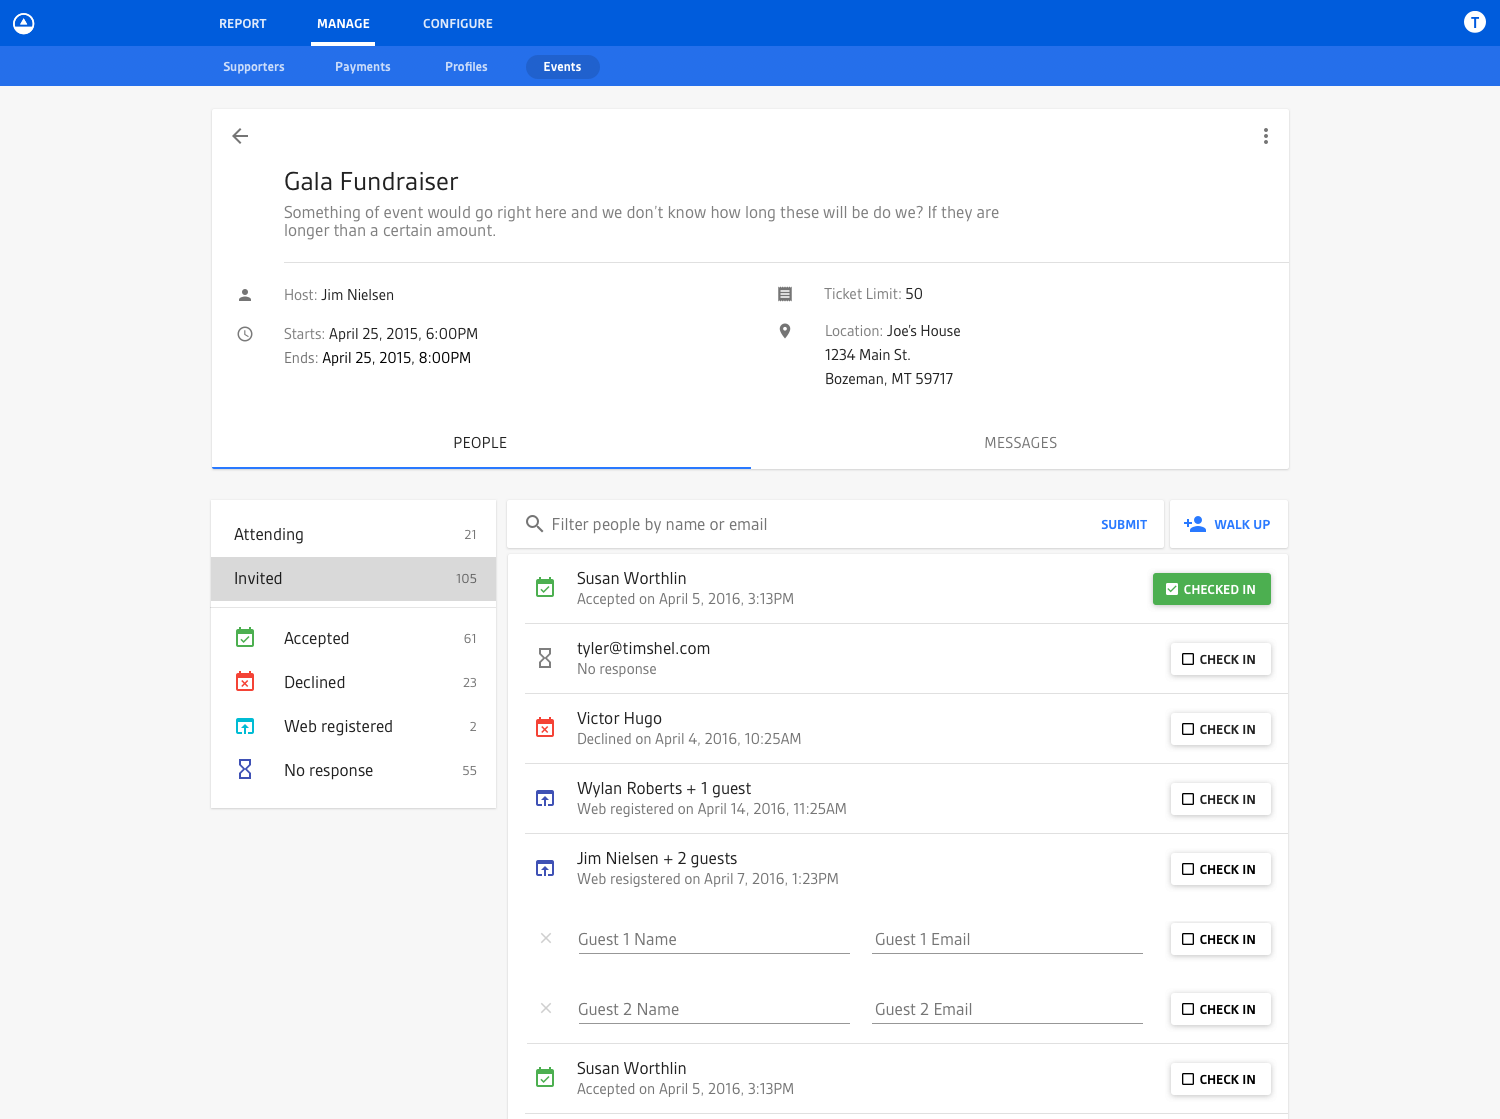 REPORT MANAGE CONFIGURE T
Supporters Payments Profiles Events
Gala Fundraiser
Something of event would go right here and we don't know how long these will be do we? If they are
longer than a certain amount.
Host: Jim Nielsen
Starts: April 25, 2015, 6:00PM
Ends: April 25, 2015, 8:00PM
Ticket Limit: 50
Location: Joe's House
1234 Main St.
Bozeman, MT 59717
PEOPLE MESSAGES
Attending 21
Invited 105
Accepted 61
Declined 23
Web registered 2
No response 55
Filter people by name or email SUBMIT WALK UP
Susan Worthlin
Accepted on April 5, 2016, 3:13PM
CHECKED IN
tyler@timshel.com
No response
CHECK IN
Victor Hugo
Declined on April 4, 2016, 10:25AM
CHECK IN
Wylan Roberts + 1 guest
Web registered on April 14, 2016, 11:25AM
CHECK IN
Jim Nielsen + 2 guests
Web resigstered on April 7, 2016, 1:23PM
CHECK IN
Guest 1 Name Guest 1 Email CHECK IN
Guest 2 Name Guest 2 Email CHECK IN
Susan Worthlin
Accepted on April 5, 2016, 3:13PM
CHECK IN